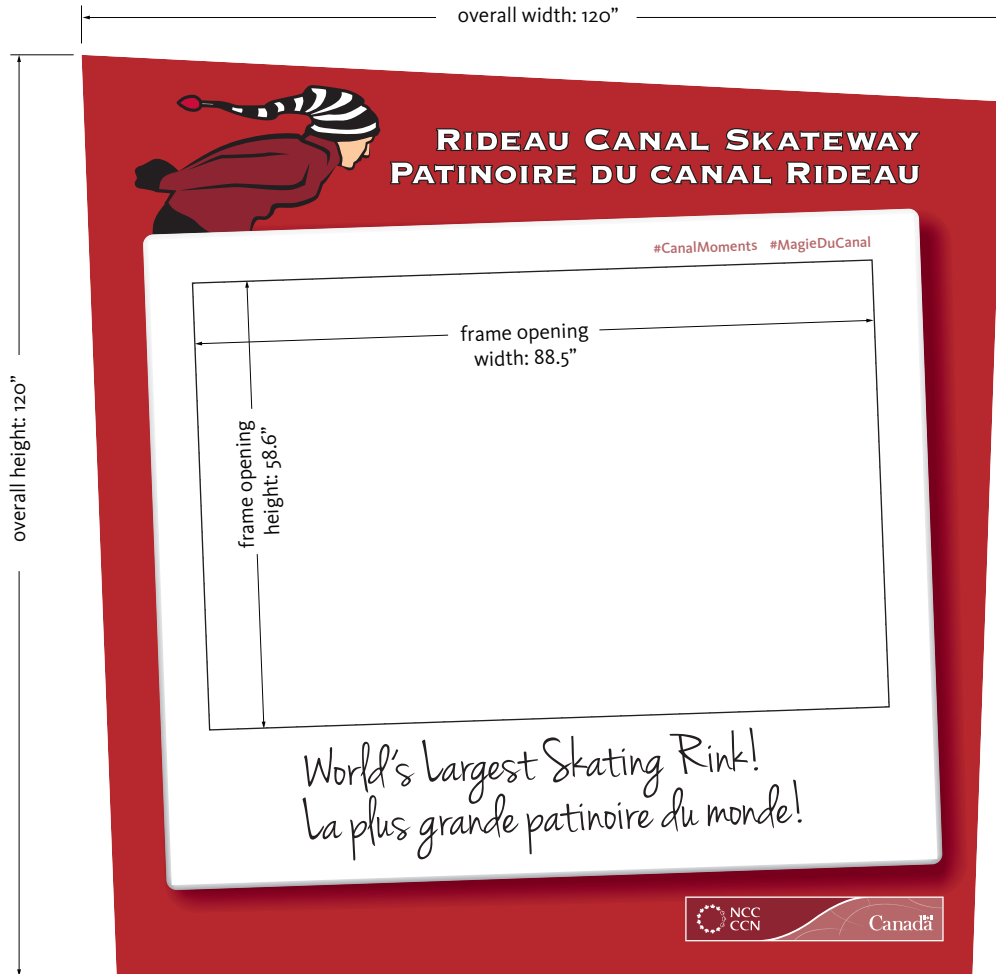 overall width: 120”
RIDEAU CANAL SKATEWAY
PATINOIRE DU CANAL RIDEAU
#CanalMoments #MagieDuCanal
frame opening
width: 88.5”
overall height: 120”
frame opening
height: 58.6”
World's Largest Skating Rink!
La plus grande patinoire du monde!
NCC
CCN
Canada